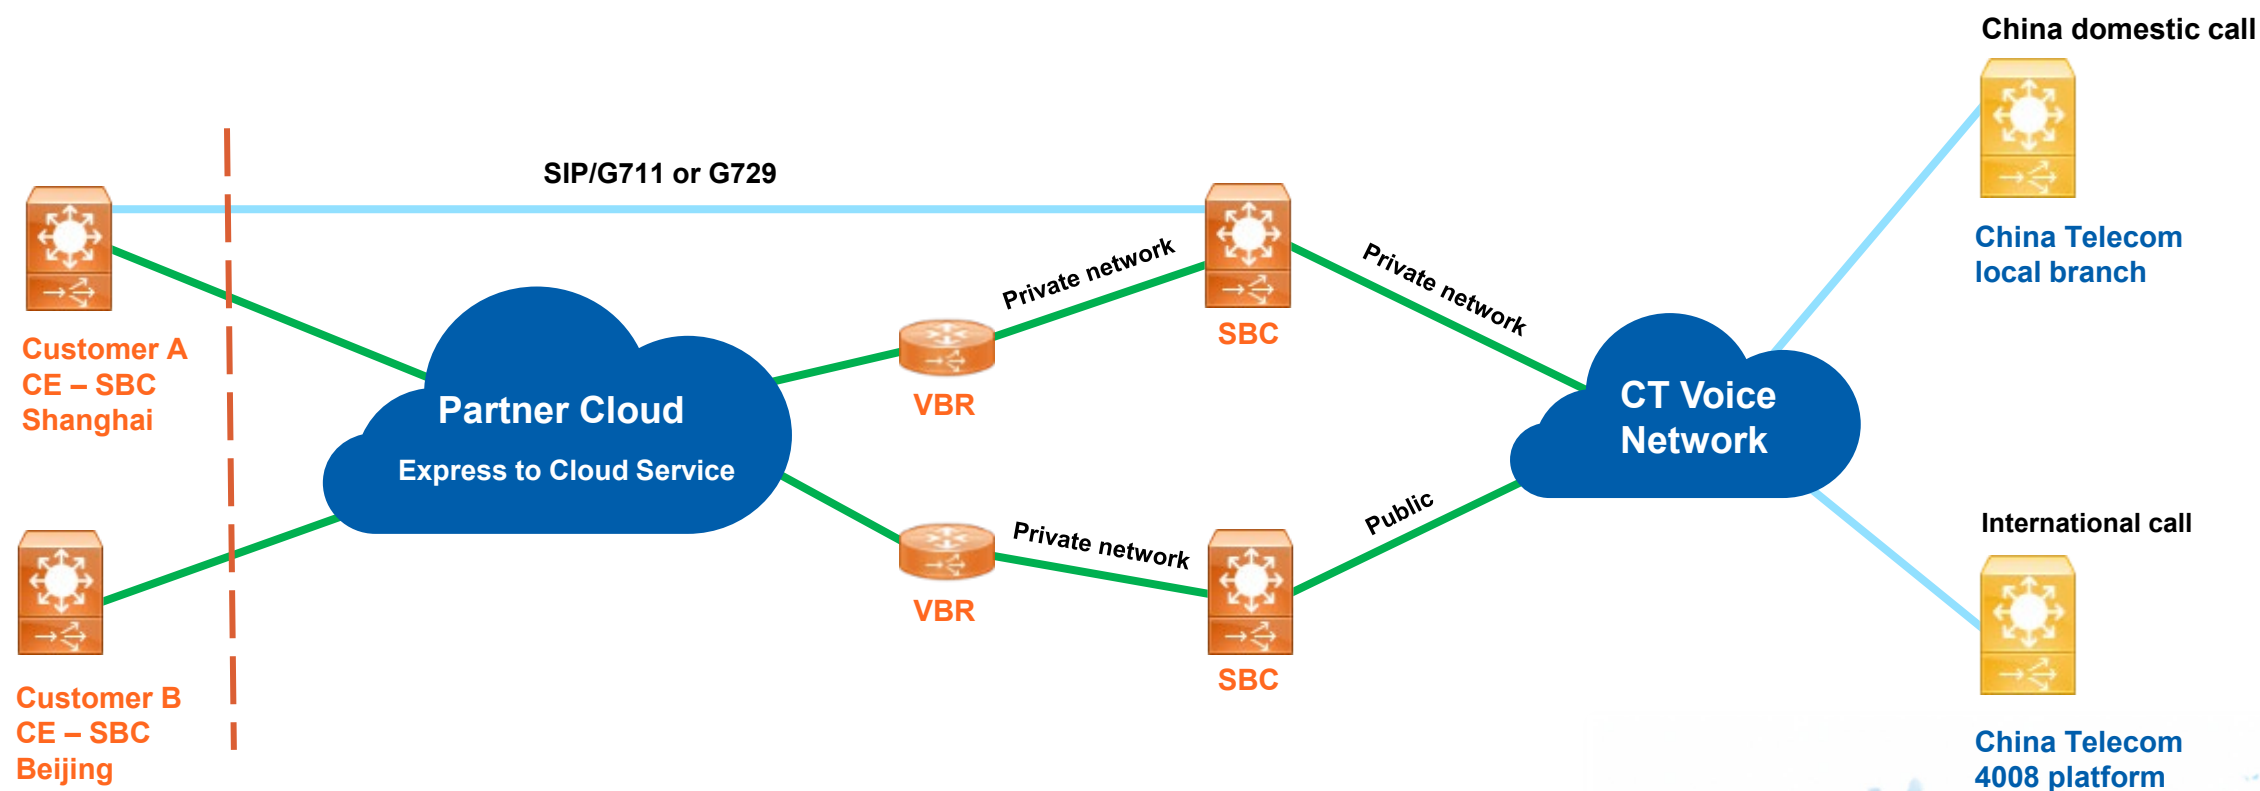 China domestic call
SIP/G711 or G729
China Telecom
local branch
Private network
Private network
Customer A
CE – SBC
Shanghai
SBC
VBR
Partner Cloud
Express to Cloud Service
CT Voice
Network
Public
International call
Private network
VBR
SBC
Customer B
CE – SBC
Beijing
China Telecom
4008 platform